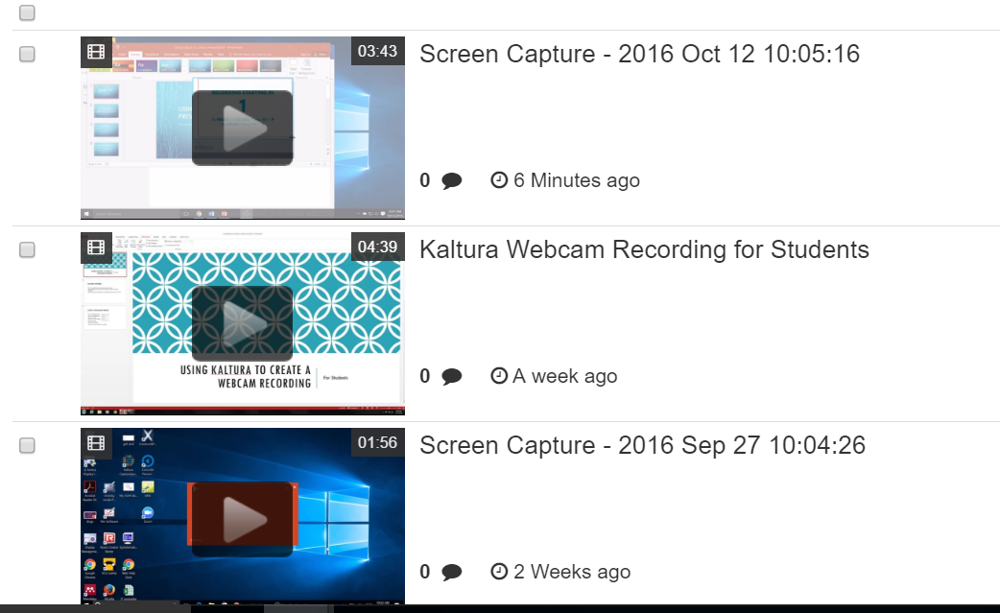 03:43
Screen Capture - 2016 Oct 12 10:05:16
1
0
6 Minutes ago
04:39
Kaltura Webcam Recording for Students
USING KALTURA TO CREATE A
WEBCAM RECORDING
For Students
0
A week ago
01:56
Screen Capture - 2016 Sep 27 10:04:26
0
2 Weeks ago